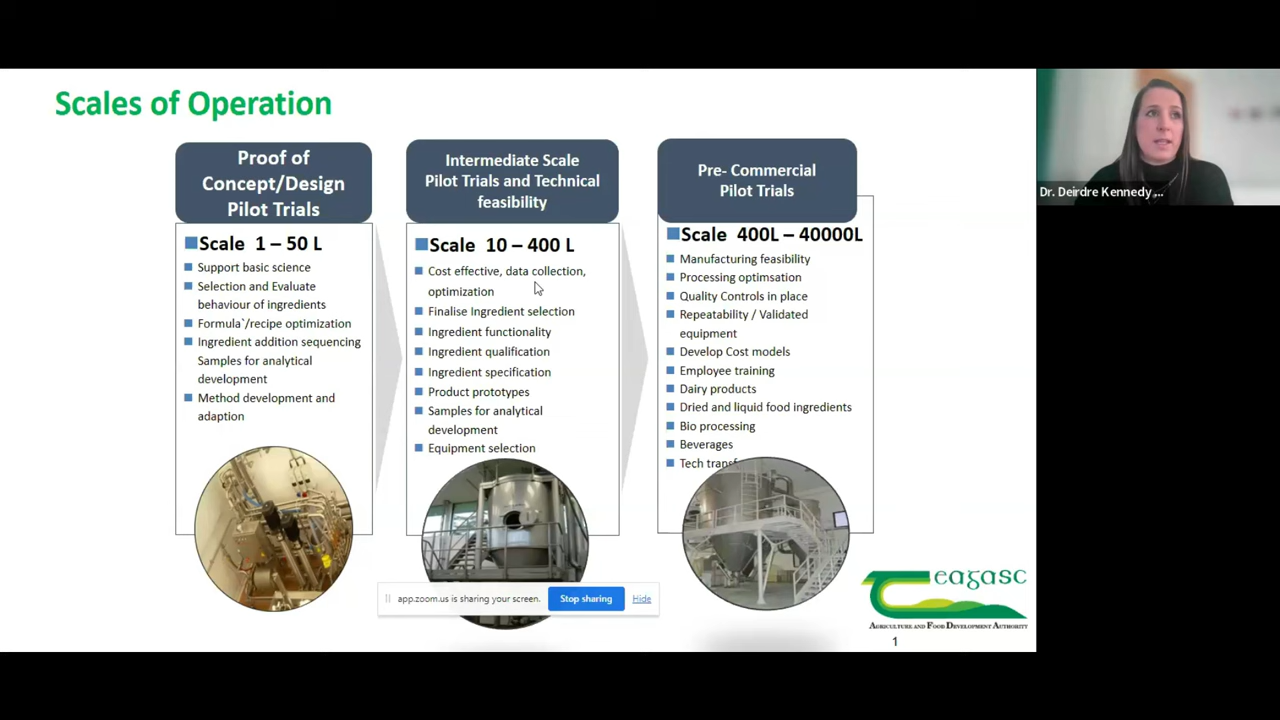 Scales of Operation
Proof of
Concept/Design
Pilot Trials
Scale 1 – 50 L
Support basic science
Selection and Evaluate
behaviour of ingredients
Formula`/recipe optimization
Ingredient addition sequencing
Samples for analytical
development
Method development and
adaption
Intermediate Scale
Pilot Trials and Technical
feasibility
Scale 10 – 400 L
Cost effective, data collection,
optimization
Finalise Ingredient selection
Ingredient functionality
Ingredient qualification
Ingredient specification
Product prototypes
Samples for analytical
development
Equipment selection
Pre- Commercial
Pilot Trials
Scale 400L – 40000L
Manufacturing feasibility
Processing optimsation
Quality Controls in place
Repeatability / Validated
equipment
Develop Cost models
Employee training
Dairy products
Dried and liquid food ingredients
Bio processing
Beverages
Tech
app.zoom.us is sharing your screen.
Stop sharing
Hide
eagasc
AGRICULTURE AND FOOD DEVELOPMENT AUTHORITY
1
Dr. Deirdre Kennedy ,...